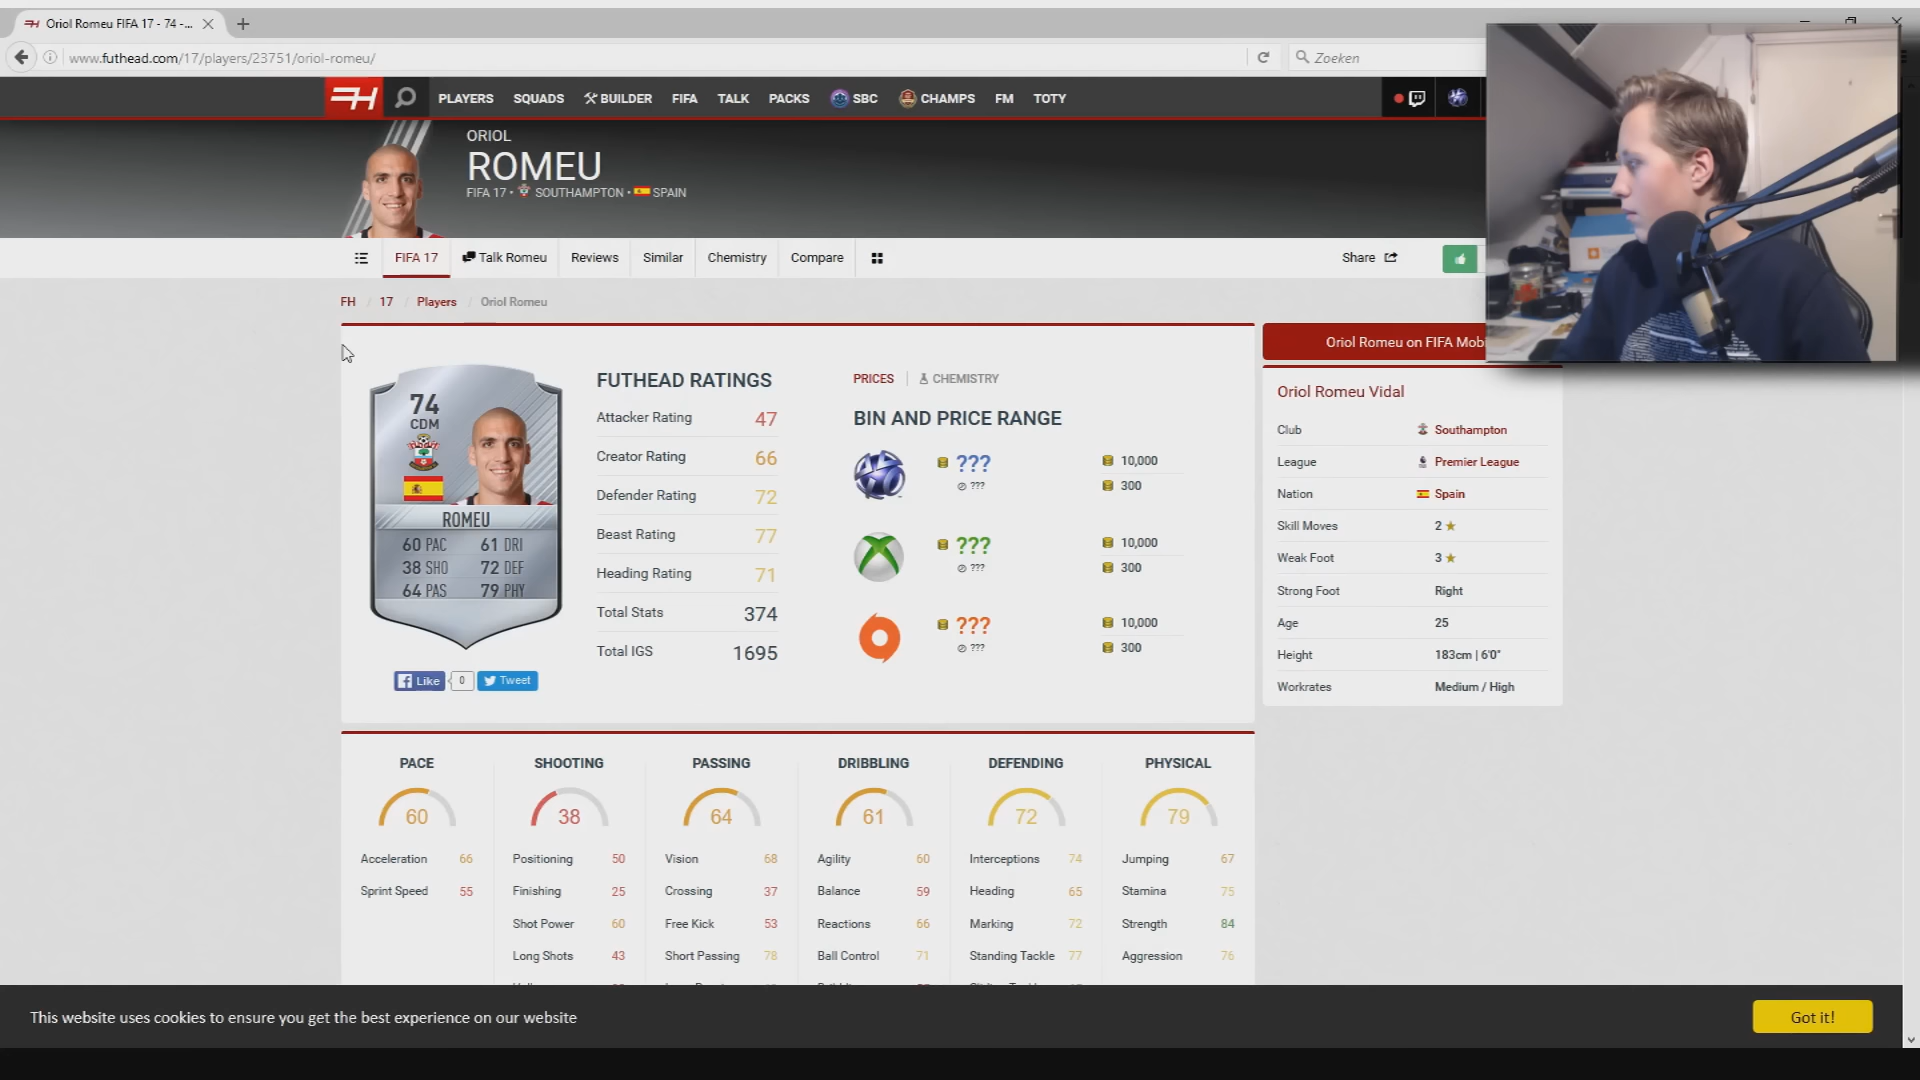 Oriol Romeu FIFA 17 - 74 -...
www.futhead.com/17/players/23751/oriol-romeu/
Zoeken
PLAYERS SQUADS BUILDER FIFA TALK PACKS SBC CHAMPS FM TOTY
ORIOL
ROMEU
FIFA 17 • SOUTHAMPTON • SPAIN
FIFA 17 Talk Romeu Reviews Similar Chemistry Compare Share
FH / 17 / Players / Oriol Romeu
74
CDM
ROMEU
60 PAC 61 DRI
38 SHO 72 DEF
64 PAS 79 PHY
Like 0 Tweet
FUTHEAD RATINGS
Attacker Rating 47
Creator Rating 66
Defender Rating 72
Beast Rating 77
Heading Rating 71
Total Stats 374
Total IGS 1695
PRICES CHEMISTRY
BIN AND PRICE RANGE
??? 10,000
??? 300
??? 10,000
??? 300
??? 10,000
??? 300
Oriol Romeu on FIFA Mobi
Oriol Romeu Vidal
Club Southampton
League Premier League
Nation Spain
Skill Moves 2 ★
Weak Foot 3 ★
Strong Foot Right
Age 25
Height 183cm | 6'0"
Workrates Medium / High
PACE SHOOTING PASSING DRIBBLING DEFENDING PHYSICAL
60 38 64 61 72 79
Acceleration 66 Positioning 50 Vision 68 Agility 60 Interceptions 74 Jumping 67
Sprint Speed 55 Finishing 25 Crossing 37 Balance 59 Heading 65 Stamina 75
Shot Power 60 Free Kick 53 Reactions 66 Marking 72 Strength 84
Long Shots 43 Short Passing 78 Ball Control 71 Standing Tackle 77 Aggression 76
This website uses cookies to ensure you get the best experience on our website
Got it!